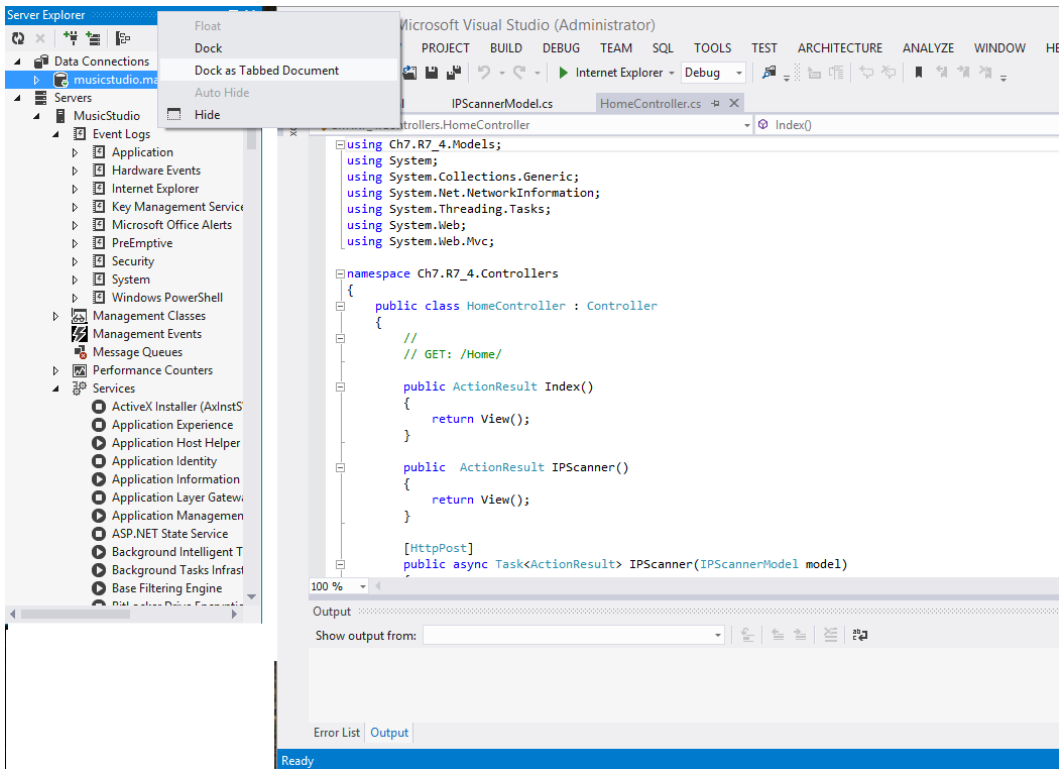 Server Explorer
Float
Dock
Dock as Tabbed Document
Auto Hide
Hide
Data Connections
musicstudio.ma
Servers
MusicStudio
Event Logs
Application
Hardware Events
Internet Explorer
Key Management Service
Microsoft Office Alerts
PreEmptive
Security
System
Windows PowerShell
Management Classes
Management Events
Message Queues
Performance Counters
Services
ActiveX Installer (AxInstS
Application Experience
Application Host Helper
Application Identity
Application Information
Application Layer Gatew
Application Managemen
ASP.NET State Service
Background Intelligent T
Background Tasks Infrast
Base Filtering Engine
Microsoft Visual Studio (Administrator)
PROJECT BUILD DEBUG TEAM SQL TOOLS TEST ARCHITECTURE ANALYZE WINDOW HE
Internet Explorer Debug
IPScannerModel.cs HomeController.cs
trollers.HomeController Index()
using Ch7.R7_4.Models;
using System;
using System.Collections.Generic;
using System.Net.NetworkInformation;
using System.Threading.Tasks;
using System.Web;
using System.Web.Mvc;
namespace Ch7.R7_4.Controllers
{
public class HomeController : Controller
{
//
// GET: /Home/
public ActionResult Index()
{
return View();
}
public ActionResult IPScanner()
{
return View();
}
[HttpPost]
public async Task<ActionResult> IPScanner(IPScannerModel model)
100 %
Output
Show output from:
Error List Output
Ready